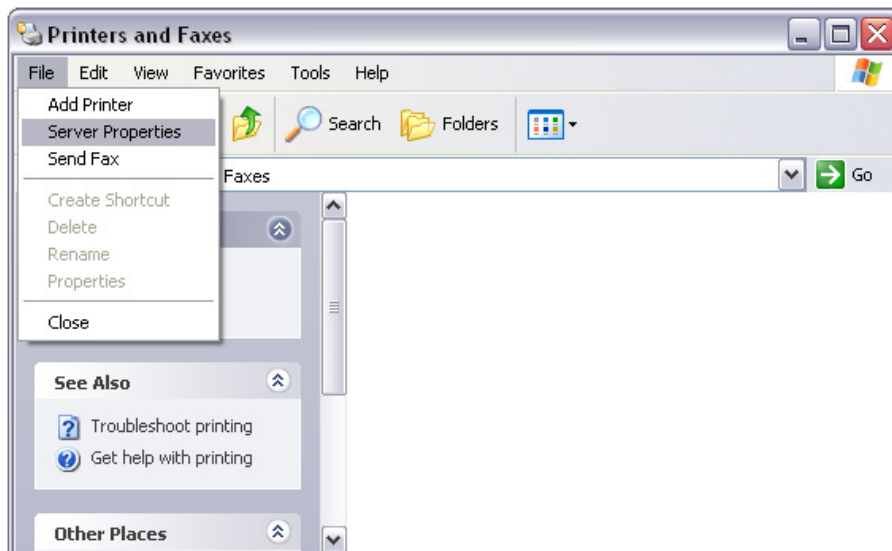 Printers and Faxes
File Edit View Favorites Tools Help
Add Printer
Server Properties
Send Fax
Create Shortcut
Delete
Rename
Properties
Close
Search Folders
Faxes Go
See Also
Troubleshoot printing
Get help with printing
Other Places